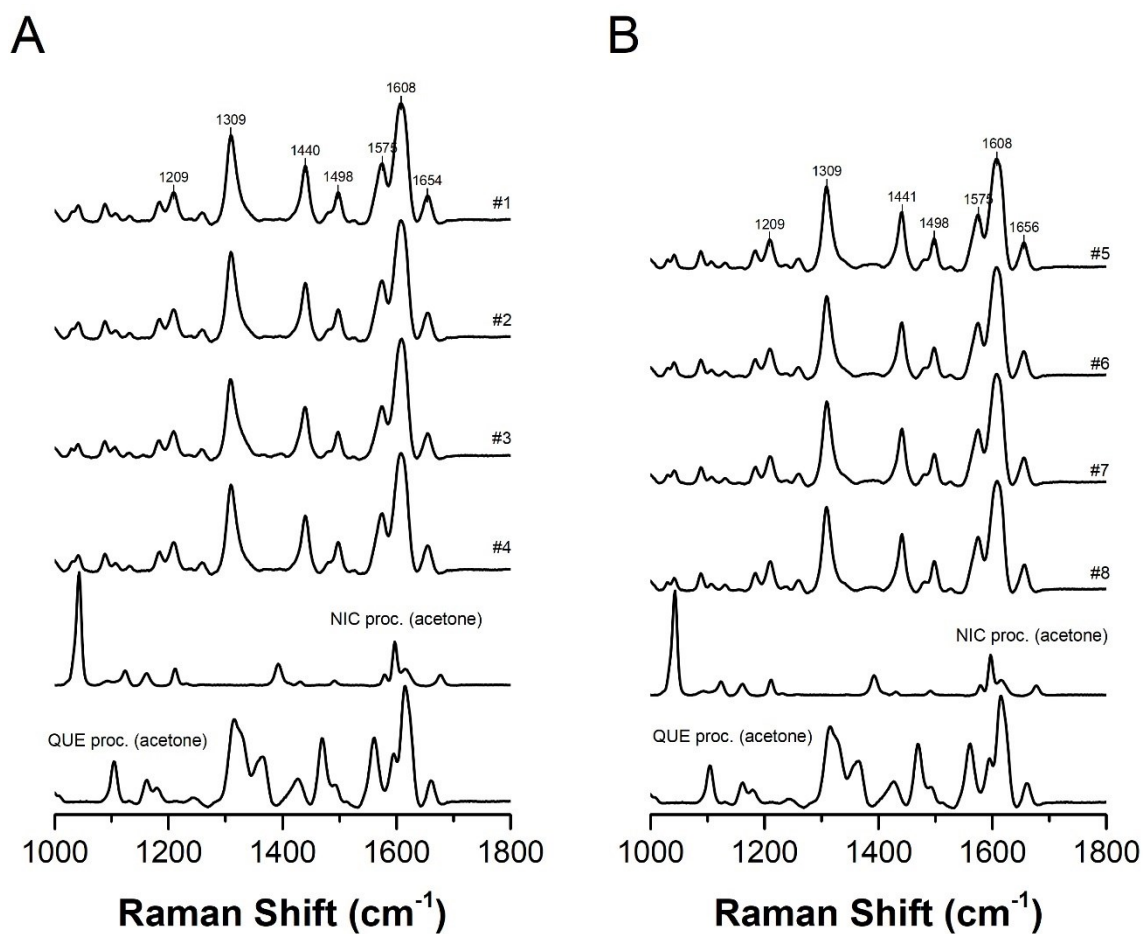 A
1608
1309
1440
1575
1498
1209
1654
#1
#2
#3
#4
NIC proc. (acetone)
QUE proc. (acetone)
1000 1200 1400 1600 1800
Raman Shift (cm⁻¹)
B
1608
1309
1441
1575
1498
1209
1656
#5
#6
#7
#8
NIC proc. (acetone)
QUE proc. (acetone)
1000 1200 1400 1600 1800
Raman Shift (cm⁻¹)